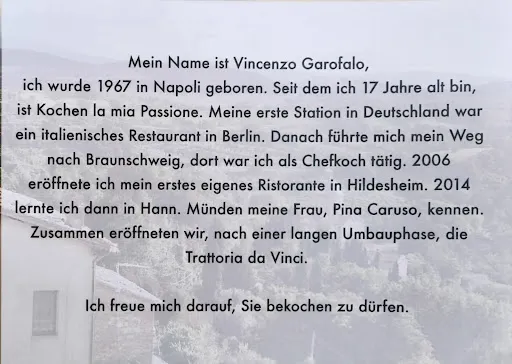 Mein Name ist Vincenzo Garofalo,
ich wurde 1967 in Napoli geboren. Seit dem ich 17 Jahre alt bin,
ist Kochen la mia Passione. Meine erste Station in Deutschland war
ein italienisches Restaurant in Berlin. Danach führte mich mein Weg
nach Braunschweig, dort war ich als Chefkoch tätig. 2006
eröffnete ich mein erstes eigenes Ristorante in Hildesheim. 2014
lernte ich dann in Hann. Münden meine Frau, Pina Caruso, kennen.
Zusammen eröffneten wir, nach einer langen Umbauphase, die
Trattoria da Vinci.
Ich freue mich darauf, Sie bekochen zu dürfen.